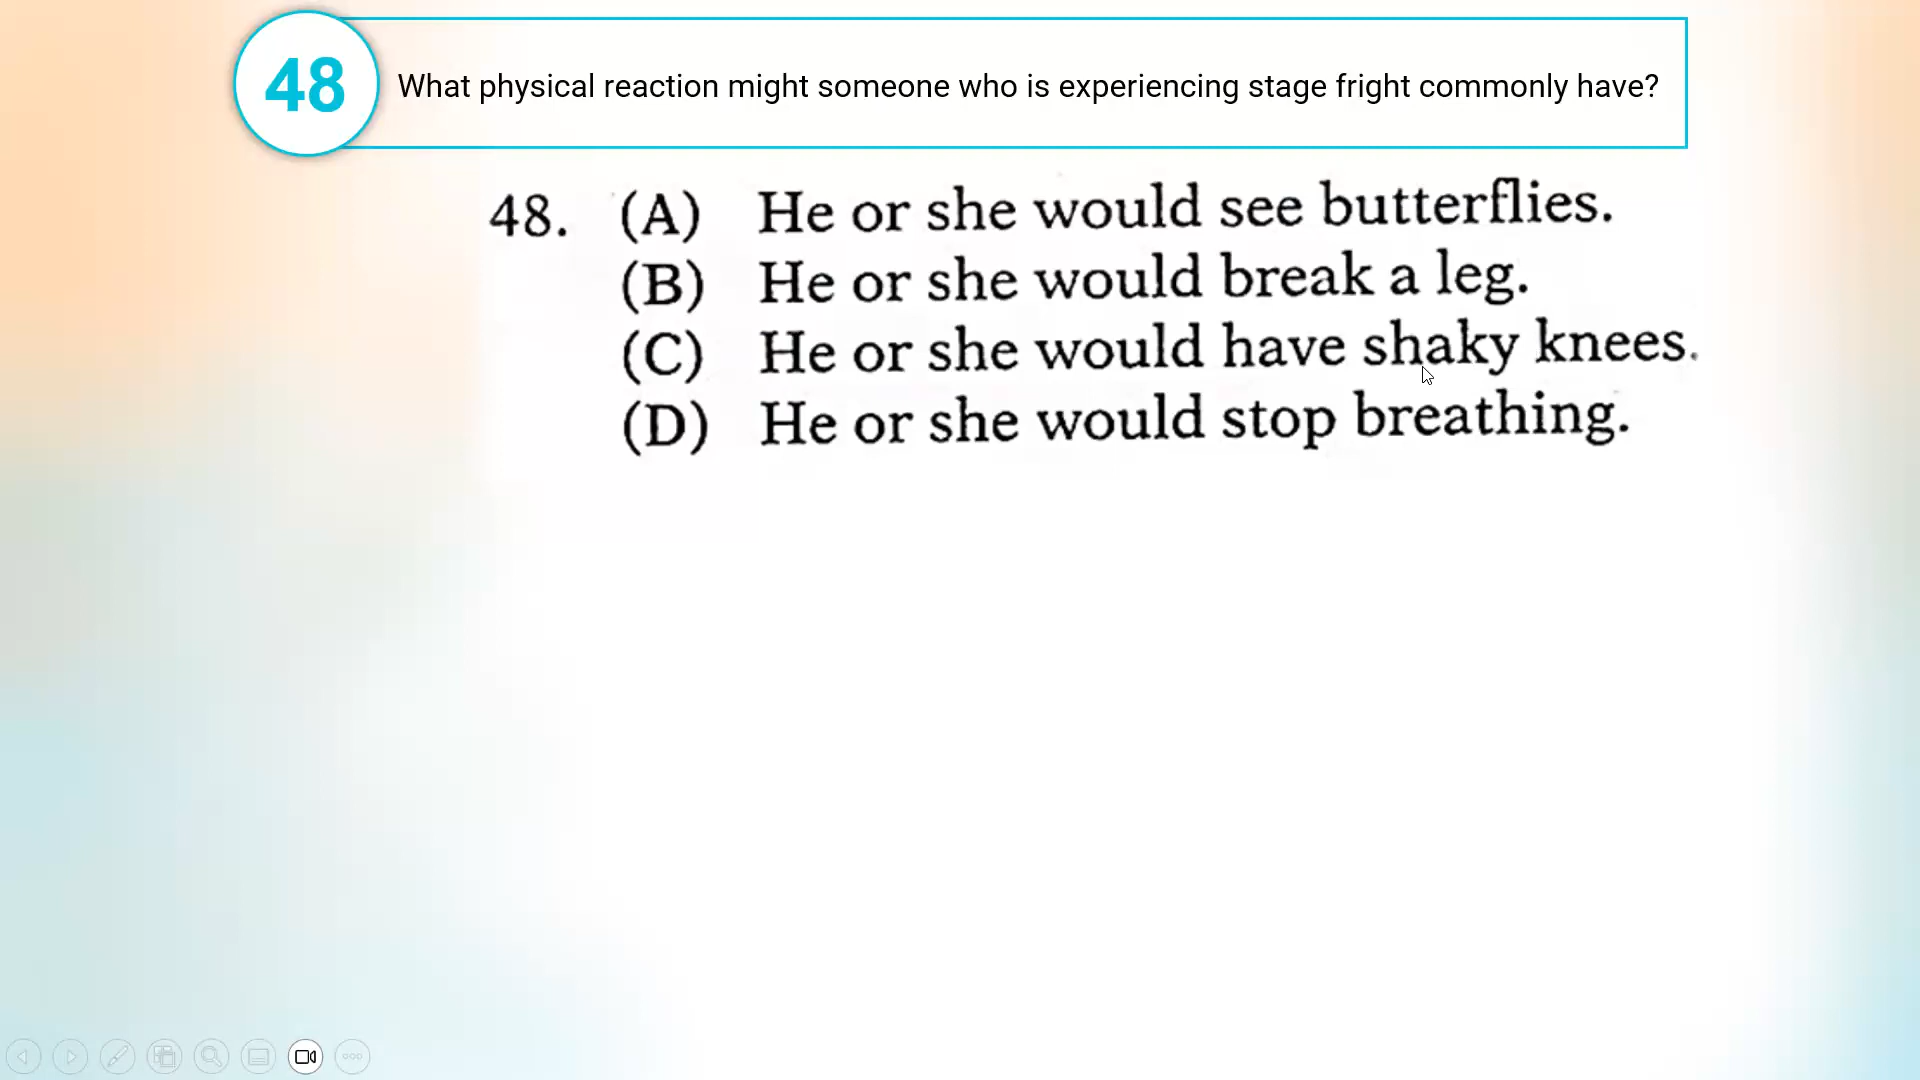 48
What physical reaction might someone who is experiencing stage fright commonly have?
48. (A) He or she would see butterflies.
(B) He or she would break a leg.
(C) He or she would have shaky knees.
(D) He or she would stop breathing.